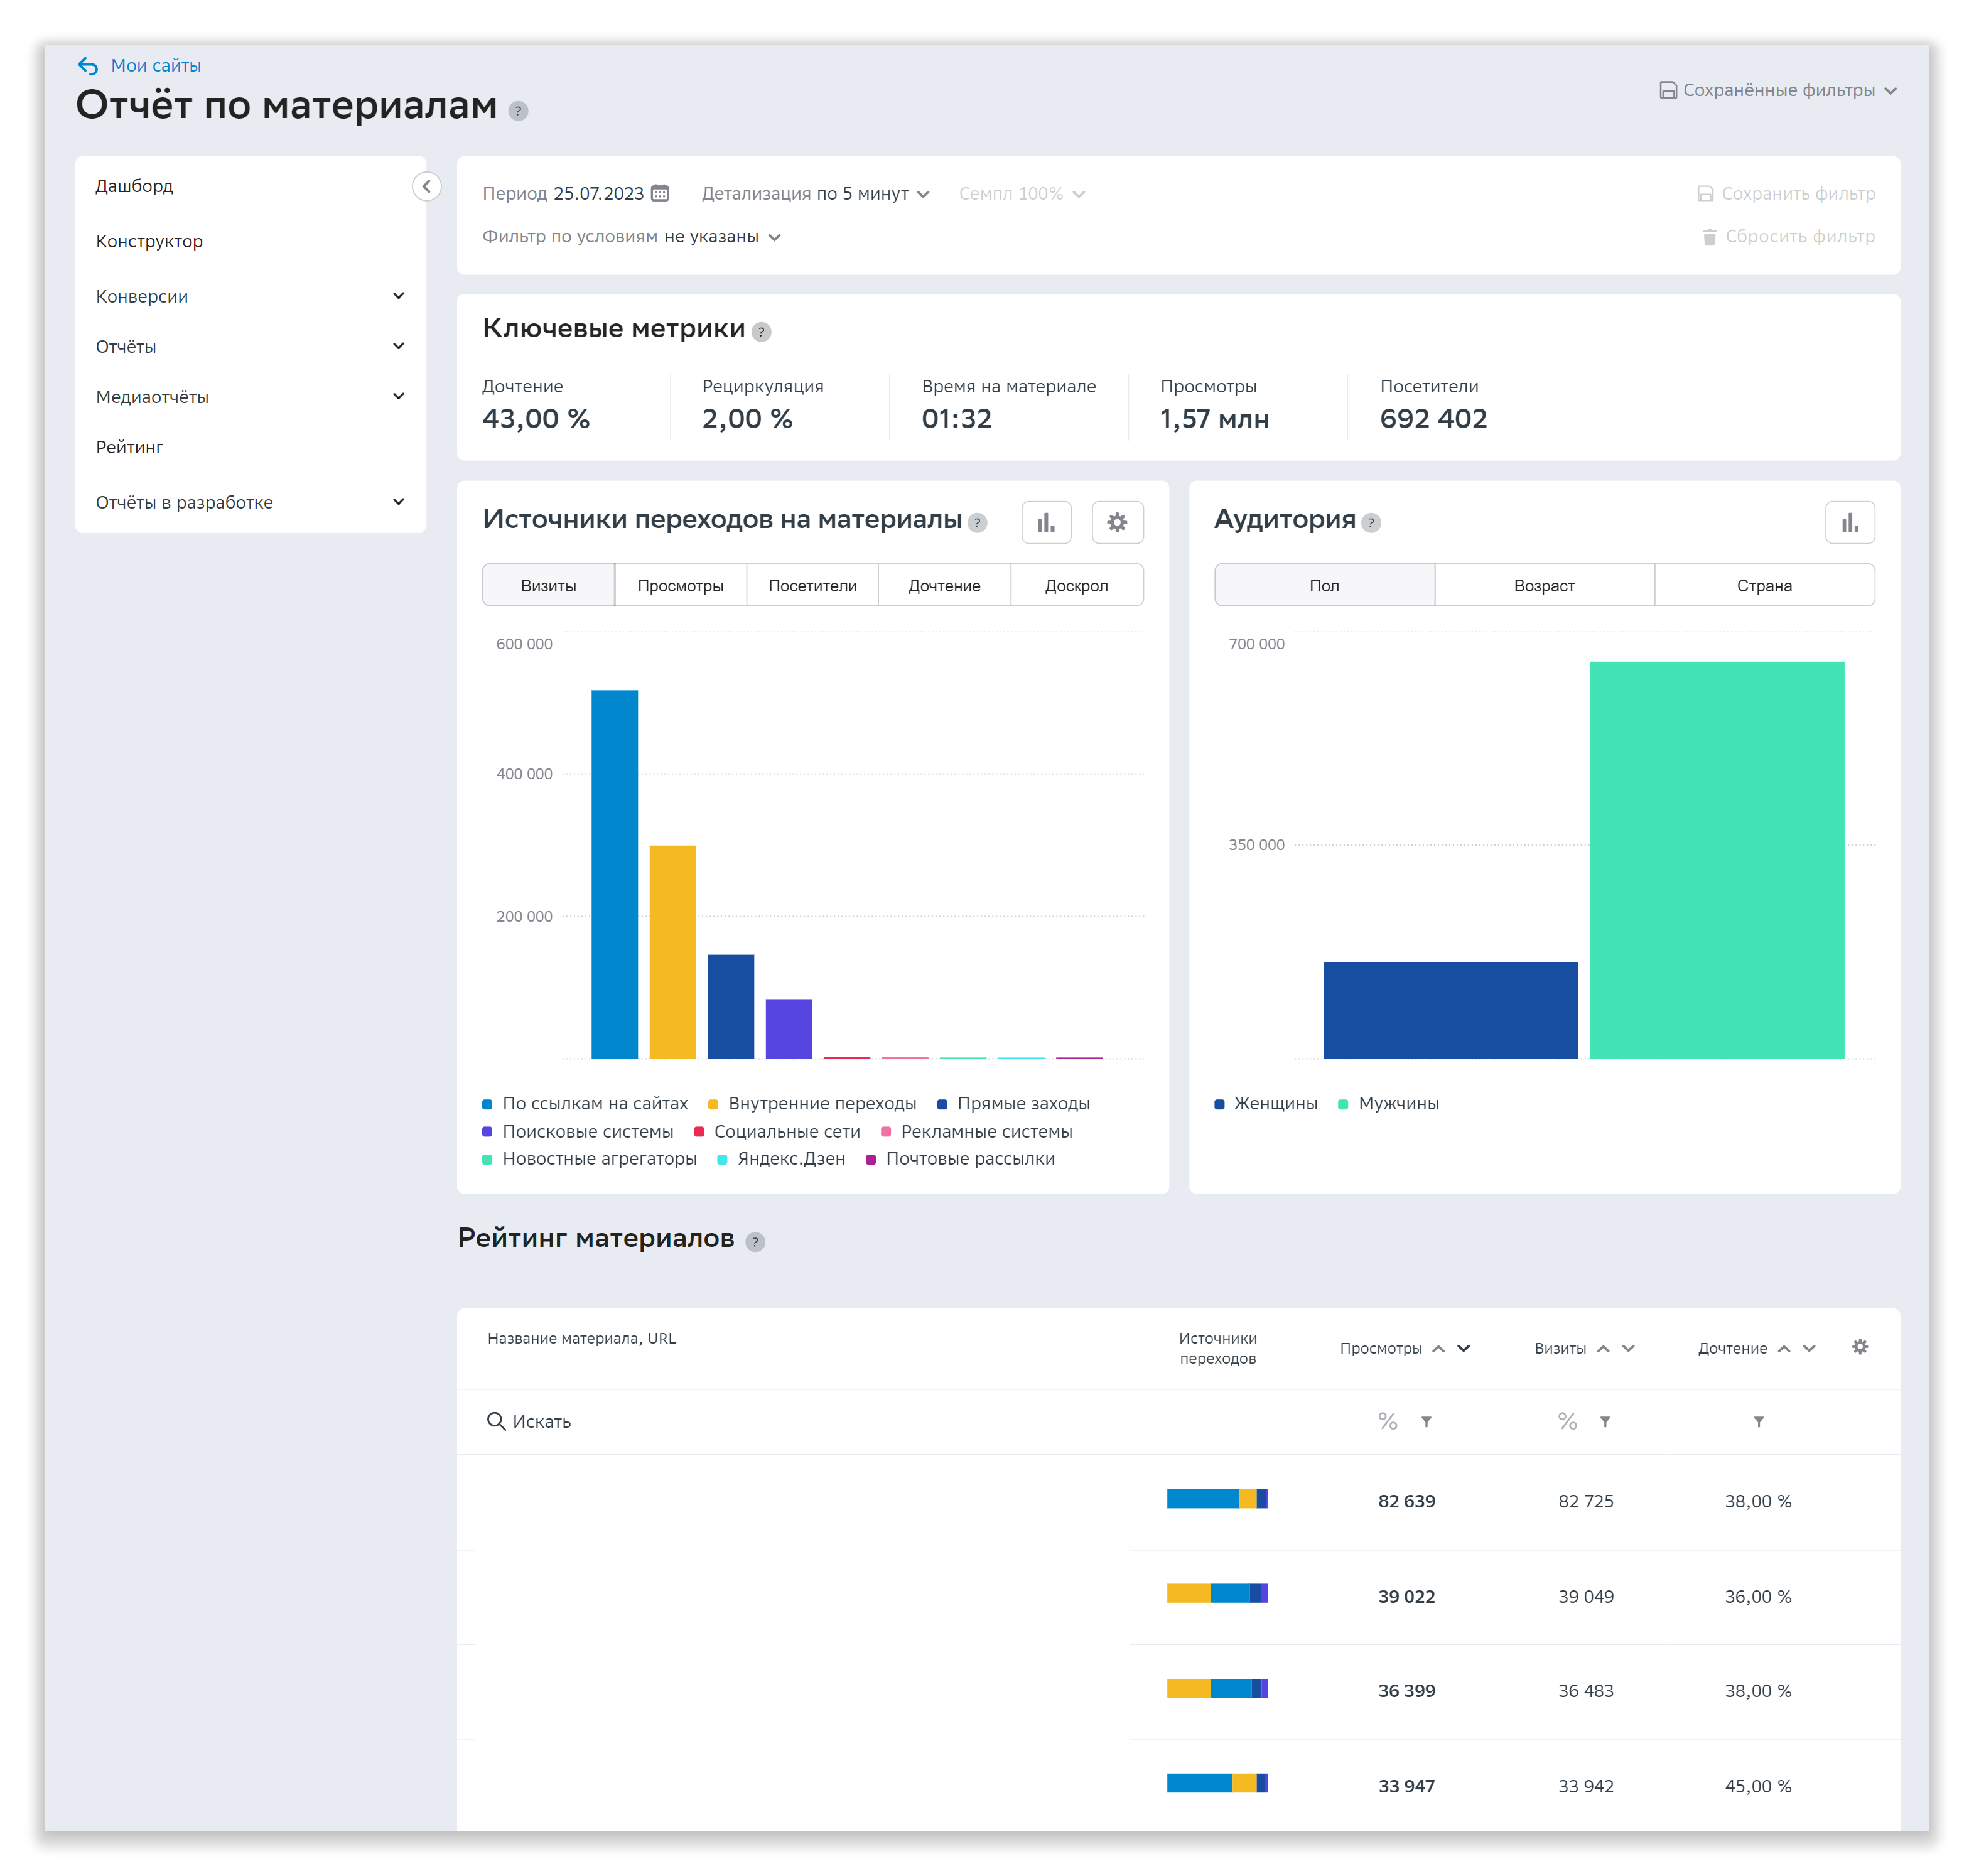 Мои сайты
Отчёт по материалам ?
Сохранённые фильтры
Дашборд
Конструктор
Конверсии
Отчёты
Медиаотчёты
Рейтинг
Отчёты в разработке
Период 25.07.2023 Детализация по 5 минут Семпл 100% Сохранить фильтр
Фильтр по условиям не указаны Сбросить фильтр
Ключевые метрики ?
Дочтение Рециркуляция Время на материале Просмотры Посетители
43,00 % 2,00 % 01:32 1,57 млн 692 402
Источники переходов на материалы ?
Визиты Просмотры Посетители Дочтение Доскрол
600 000
400 000
200 000
По ссылкам на сайтах Внутренние переходы Прямые заходы
Поисковые системы Социальные сети Рекламные системы
Новостные агрегаторы Яндекс.Дзен Почтовые рассылки
Аудитория ?
Пол Возраст Страна
700 000
350 000
Женщины Мужчины
Рейтинг материалов ?
Название материала, URL Источники переходов Просмотры Визиты Дочтение
Искать % %
82 639 82 725 38,00 %
39 022 39 049 36,00 %
36 399 36 483 38,00 %
33 947 33 942 45,00 %